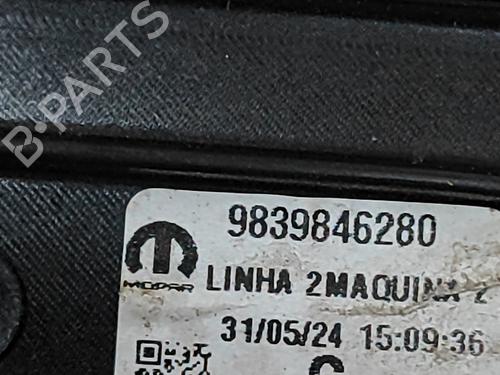 B-PARTS
9839846280
MOPAR
LINHA 2MAQUINA 2
31/05/24 15:09:36
C